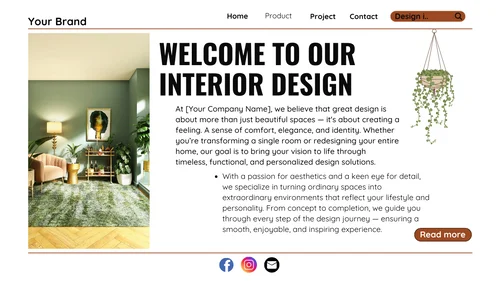 Your Brand
Home Product Project Contact Design i..
WELCOME TO OUR
INTERIOR DESIGN
At [Your Company Name], we believe that great design is
about more than just beautiful spaces — it's about creating a
feeling. A sense of comfort, elegance, and identity. Whether
you're transforming a single room or redesigning your entire
home, our goal is to bring your vision to life through
timeless, functional, and personalized design solutions.
• With a passion for aesthetics and a keen eye for detail,
we specialize in turning ordinary spaces into
extraordinary environments that reflect your lifestyle and
personality. From concept to completion, we guide you
through every step of the design journey — ensuring a
smooth, enjoyable, and inspiring experience.
Read more